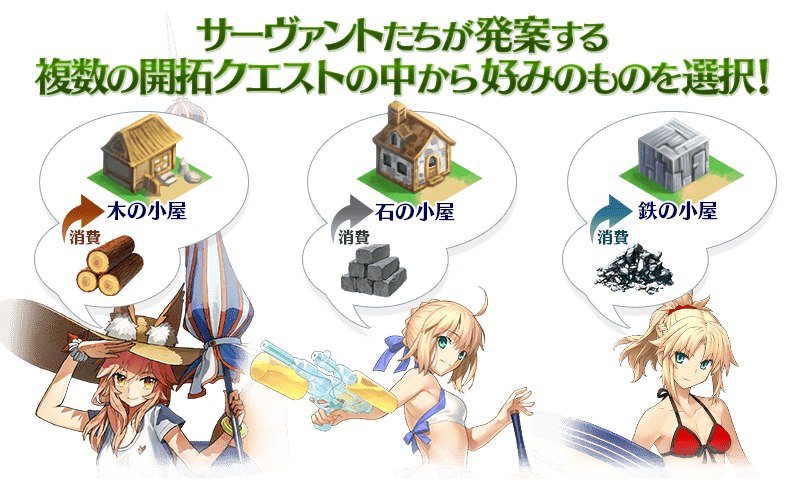 サーヴァントたちが発案する
複数の開拓クエストの中から好みのものを選択!
木の小屋
消費
石の小屋
消費
鉄の小屋
消費